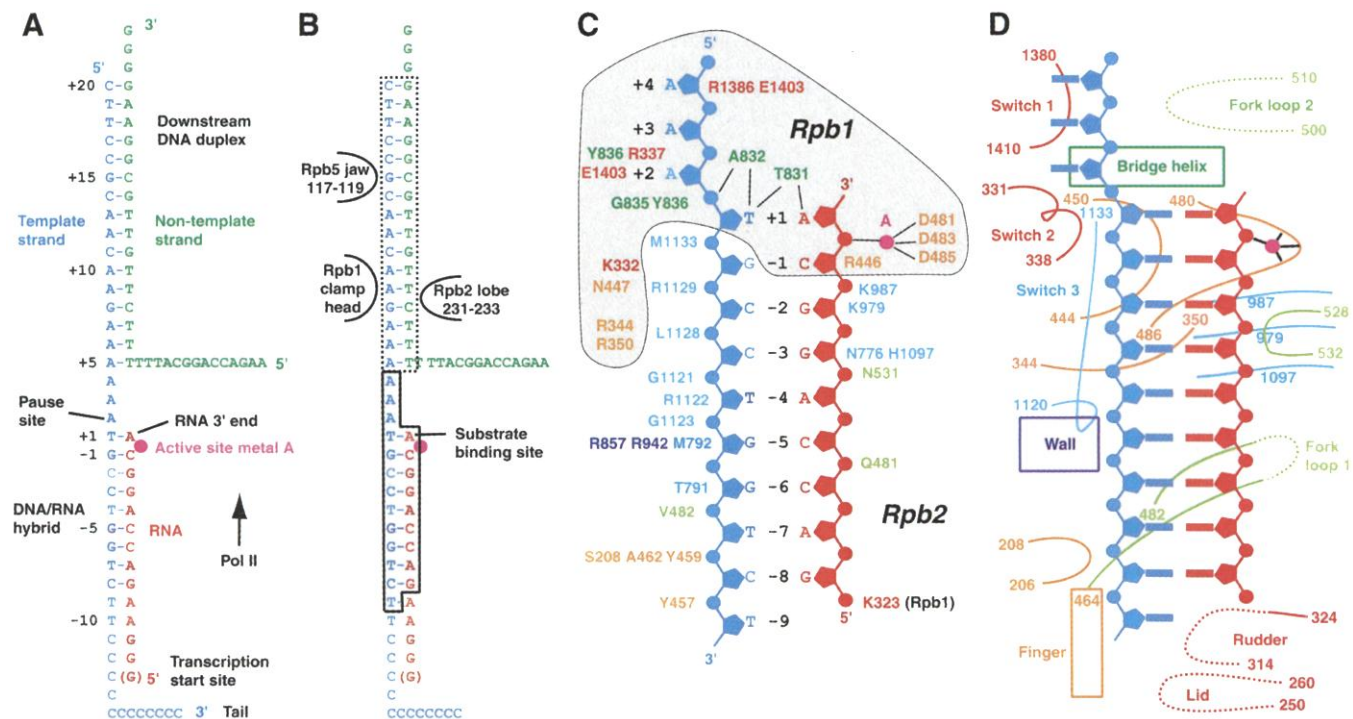 A
B
C
D
G 3'
G
G
5'
+20
Downstream
DNA duplex
+15
Template
strand
Non-template
strand
+10
+5
A-TTTTACGGACCAGAA 5'
Pause
site
RNA 3' end
+1 T-A
-1 G-C
Active site metal A
DNA/RNA
hybrid
-5
RNA
Pol II
-10
Transcription
start site
C (G) 5'
C
CCCCCCCC 3' Tail
G
G
G
Rpb5 jaw
117-119
Rpb1
clamp
head
Rpb2 lobe
231-233
TTTACGGACCAGAA
Substrate
binding site
C (G)
C
CCCCCCCC
5'
+4 A
R1386 E1403
Rpb1
+3 A
Y836 R337
E1403 +2 A
A832
T831
3'
G835 Y836
T +1 A
A
D481
D483
D485
M1133
G -1 C
R446
K332
N447
R1129
K987
K979
C -2 G
R344
R350
L1128
C -3 G
N776 H1097
N531
G1121
R1122
T -4 A
G1123
R857 R942 M792
G -5 C
Q481
T791
G -6 C
Rpb2
V482
T -7 A
S208 A462 Y459
C -8 G
Y457
K323 (Rpb1)
5'
T -9
3'
1380
Switch 1
1410
510
Fork loop 2
500
Bridge helix
331
Switch 2
338
450
1133
480
Switch 3
444
486
350
987
528
979
532
344
1097
1120
Wall
Fork
loop 1
482
208
206
464
Finger
324
Rudder
314
260
Lid
250